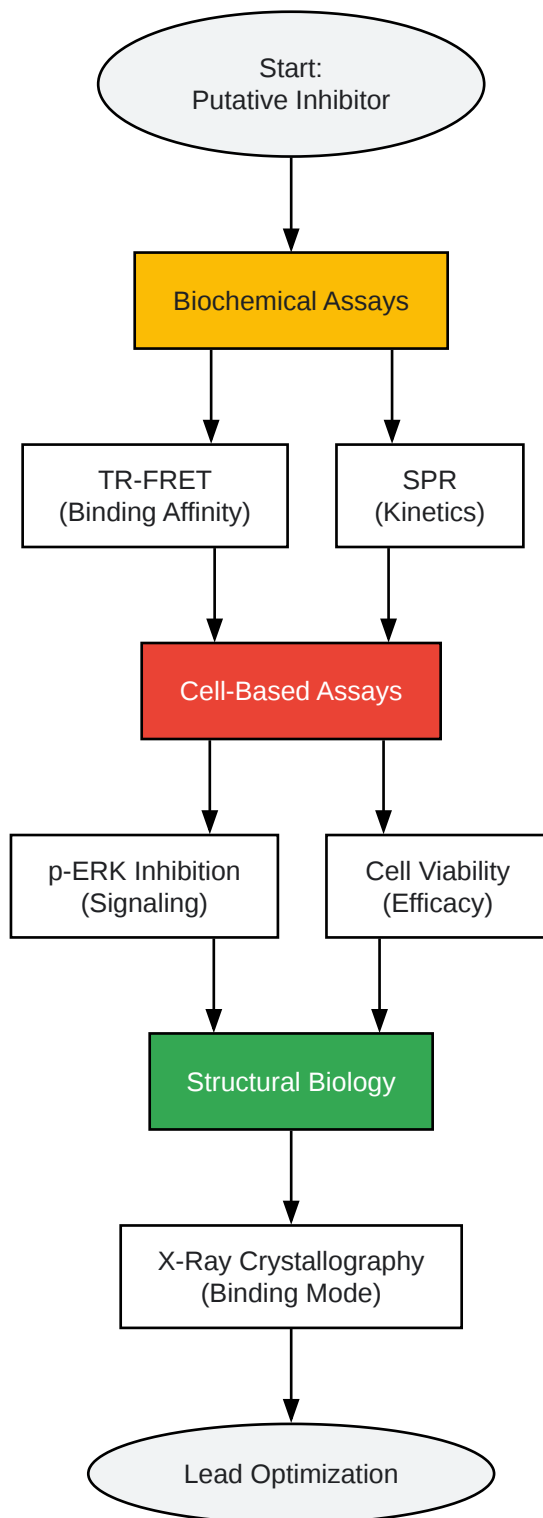 Start:
Putative Inhibitor
Biochemical Assays
TR-FRET
(Binding Affinity)
SPR
(Kinetics)
Cell-Based Assays
p-ERK Inhibition
(Signaling)
Cell Viability
(Efficacy)
Structural Biology
X-Ray Crystallography
(Binding Mode)
Lead Optimization